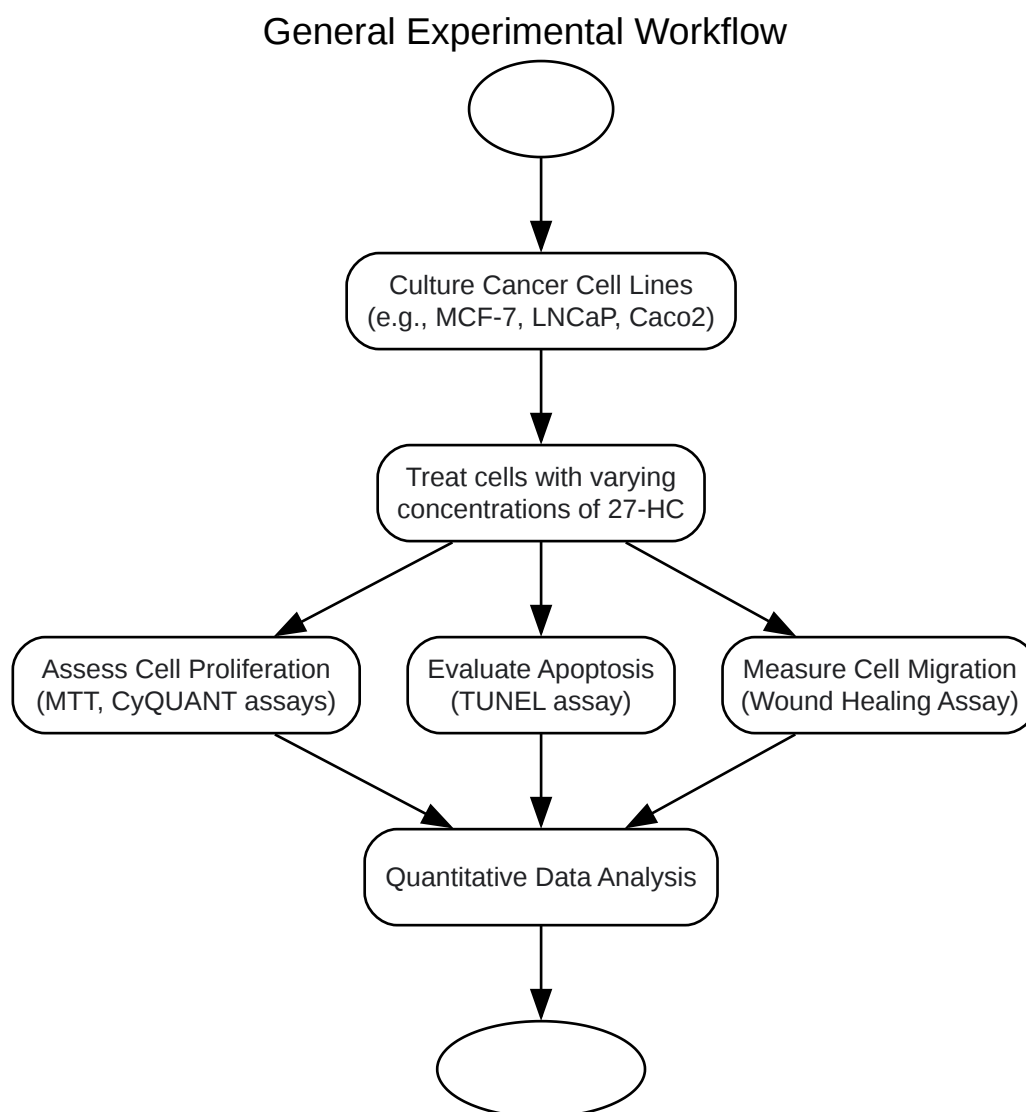 General Experimental Workflow
Culture Cancer Cell Lines
(e.g., MCF-7, LNCaP, Caco2)
Treat cells with varying
concentrations of 27-HC
Assess Cell Proliferation
(MTT, CyQUANT assays)
Evaluate Apoptosis
(TUNEL assay)
Measure Cell Migration
(Wound Healing Assay)
Quantitative Data Analysis